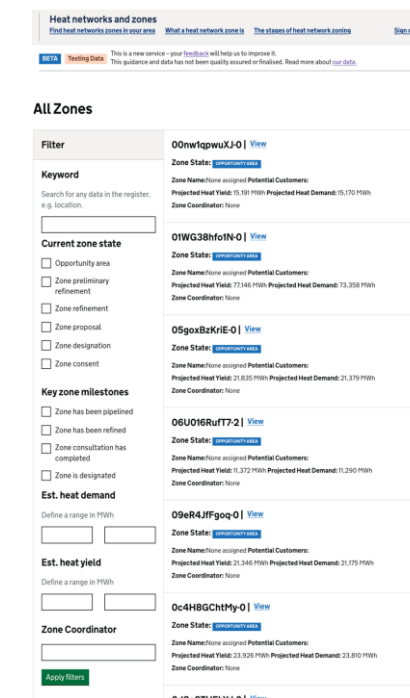 Heat networks and zones
Find heat networks zones in your area What a heat network zone is The stages of heat network zoning Sign
BETA Testing Data This is a new service – your feedback will help us to improve it.
This guidance and data has not been quality assured or finalised. Read more about our data.
All Zones
Filter
Keyword
Search for any data in the register,
e.g. location.
Current zone state
Opportunity area
Zone preliminary
refinement
Zone refinement
Zone proposal
Zone designation
Zone consent
Key zone milestones
Zone has been pipelined
Zone has been refined
Zone consultation has
completed
Zone is designated
Est. heat demand
Define a range in MWh
Est. heat yield
Define a range in MWh
Zone Coordinator
Apply filters
00nw1qpwuXJ-0 | View
Zone State: OPPORTUNITY AREA
Zone Name:None assigned Potential Customers:
Projected Heat Yield: 15,191 MWh Projected Heat Demand: 15,170 MWh
Zone Coordinator: None
01WG38hfo1N-0 | View
Zone State: OPPORTUNITY AREA
Zone Name:None assigned Potential Customers:
Projected Heat Yield: 77,146 MWh Projected Heat Demand: 73,358 MWh
Zone Coordinator: None
05goxBzKriE-0 | View
Zone State: OPPORTUNITY AREA
Zone Name:None assigned Potential Customers:
Projected Heat Yield: 21,835 MWh Projected Heat Demand: 21,379 MWh
Zone Coordinator: None
06U016RufT7-2 | View
Zone State: OPPORTUNITY AREA
Zone Name:None assigned Potential Customers:
Projected Heat Yield: 11,372 MWh Projected Heat Demand: 11,290 MWh
Zone Coordinator: None
09eR4JfFgoq-0 | View
Zone State: OPPORTUNITY AREA
Zone Name:None assigned Potential Customers:
Projected Heat Yield: 21,346 MWh Projected Heat Demand: 21,175 MWh
Zone Coordinator: None
0c4H8GChtMy-0 | View
Zone State: OPPORTUNITY AREA
Zone Name:None assigned Potential Customers:
Projected Heat Yield: 23,926 MWh Projected Heat Demand: 23,810 MWh
Zone Coordinator: None
View